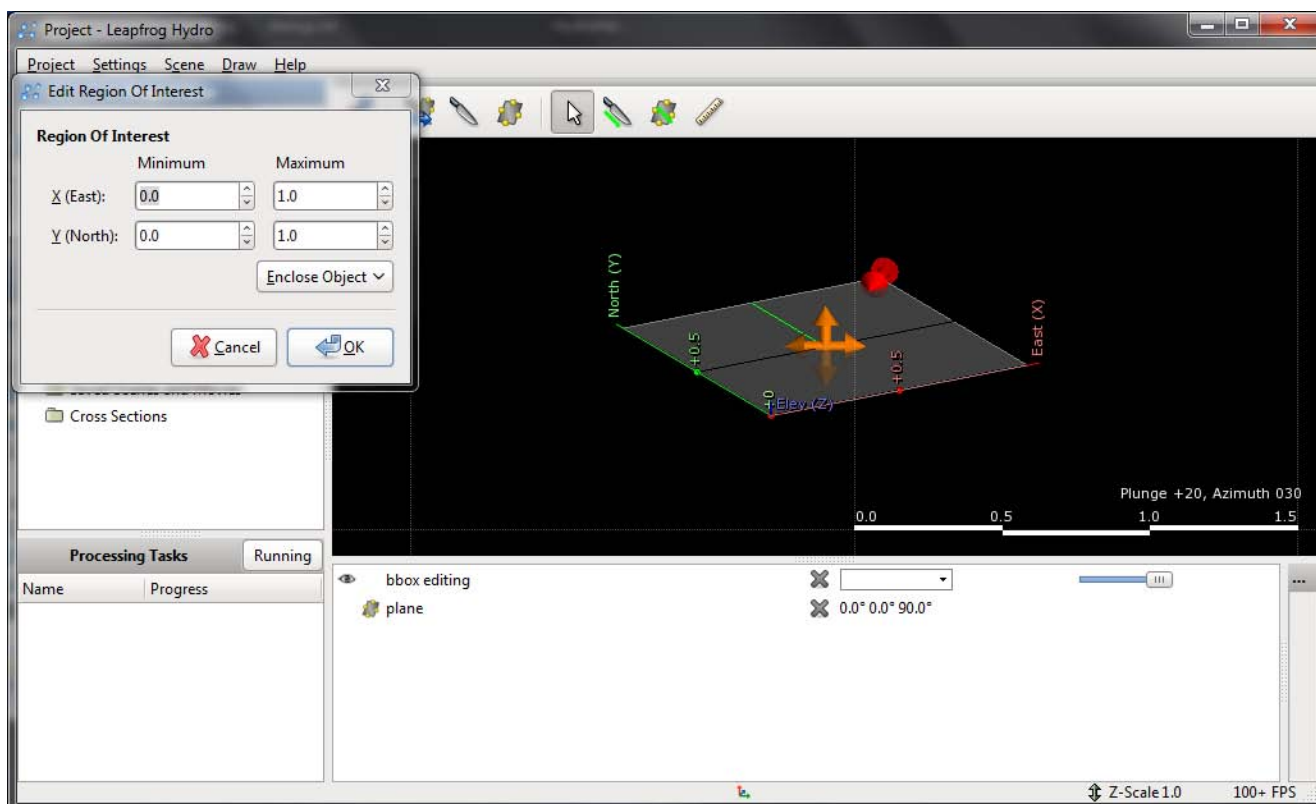 Project - Leapfrog Hydro
Project Settings Scene Draw Help
Edit Region Of Interest
Region Of Interest
Minimum Maximum
X (East): 0.0 1.0
Y (North): 0.0 1.0
Enclose Object
Cancel OK
Cross Sections
North (Y)
East (X)
+0.5
+0.5
+0
Elev (Z)
Plunge +20, Azimuth 030
0.0 0.5 1.0 1.5
Processing Tasks Running
Name Progress
bbox editing
plane 0.0° 0.0° 90.0°
...
Z-Scale 1.0 100+ FPS